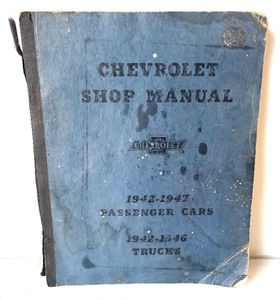 CHEVROLET
SHOP MANUAL
CHEVROLET
1942-1947
PASSENGER CARS
1942-1946
TRUCKS